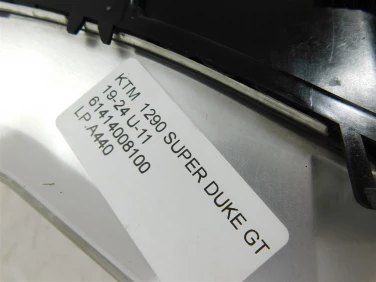 KTM 1290 SUPER DUKE GT
19-24 U-11
61414008100
LP A440